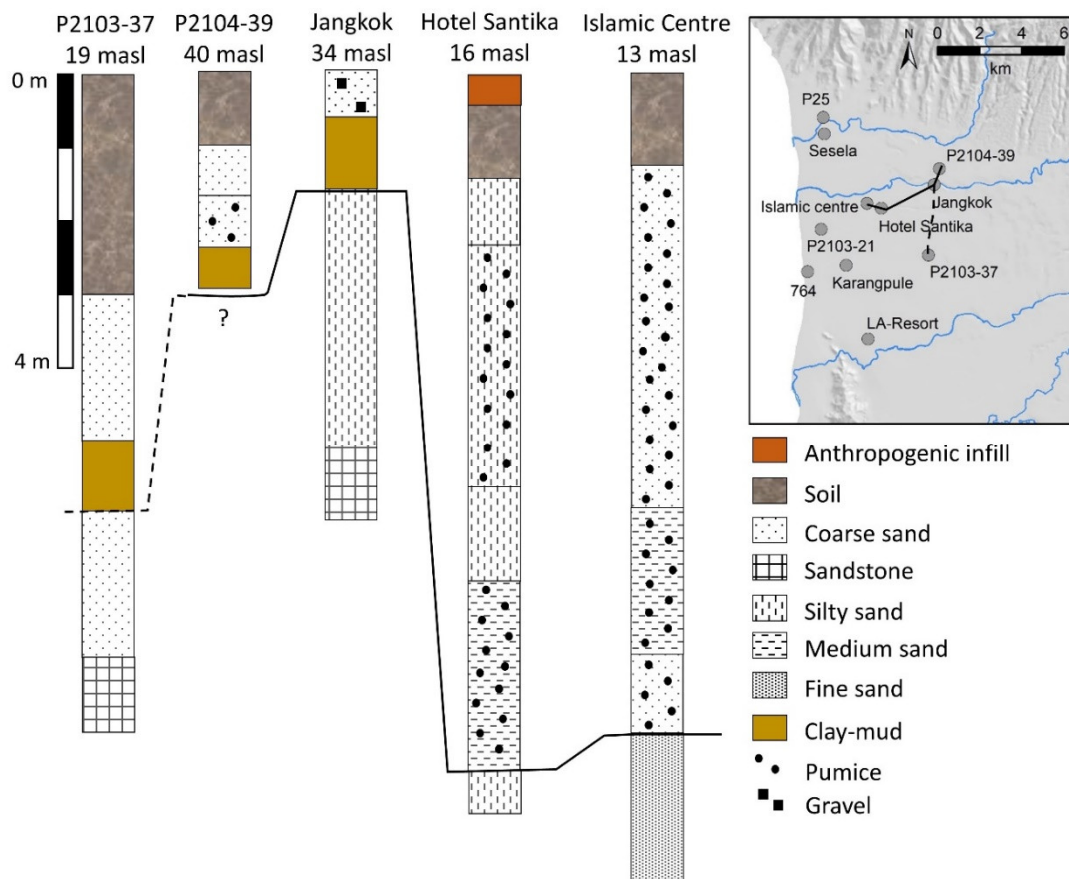 P2103-37
19 masl
P2104-39
40 masl
Jangkok
34 masl
Hotel Santika
16 masl
Islamic Centre
13 masl
0 m
4 m
?
N
0 2 4 6
km
P25
Sesela
P2104-39
Jangkok
Islamic centre
Hotel Santika
P2103-21
P2103-37
Karangpule
764
LA-Resort
Anthropogenic infill
Soil
Coarse sand
Sandstone
Silty sand
Medium sand
Fine sand
Clay-mud
Pumice
Gravel